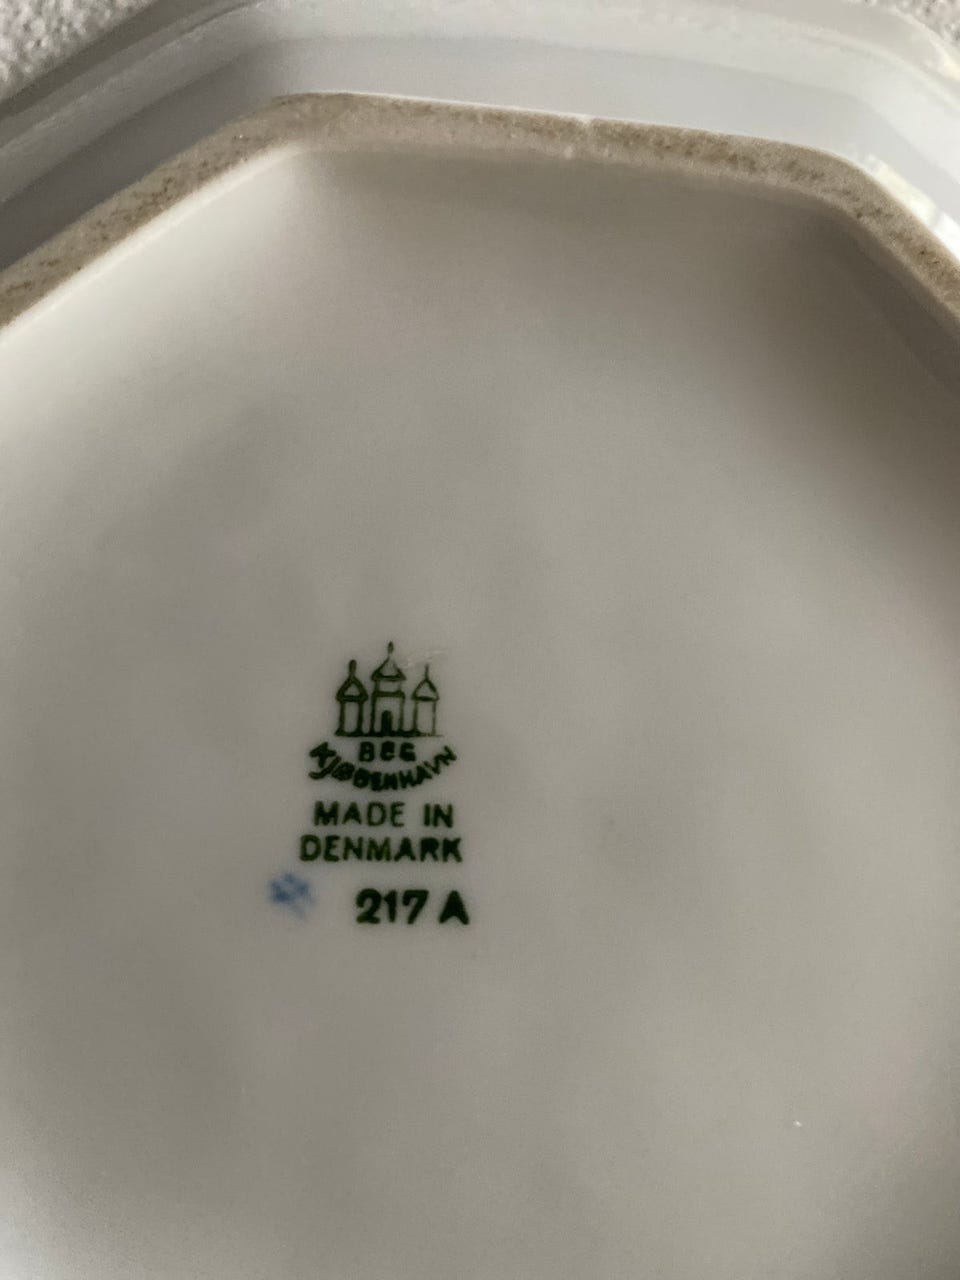 B&G
KJØBENHAVN
MADE IN
DENMARK
217 A